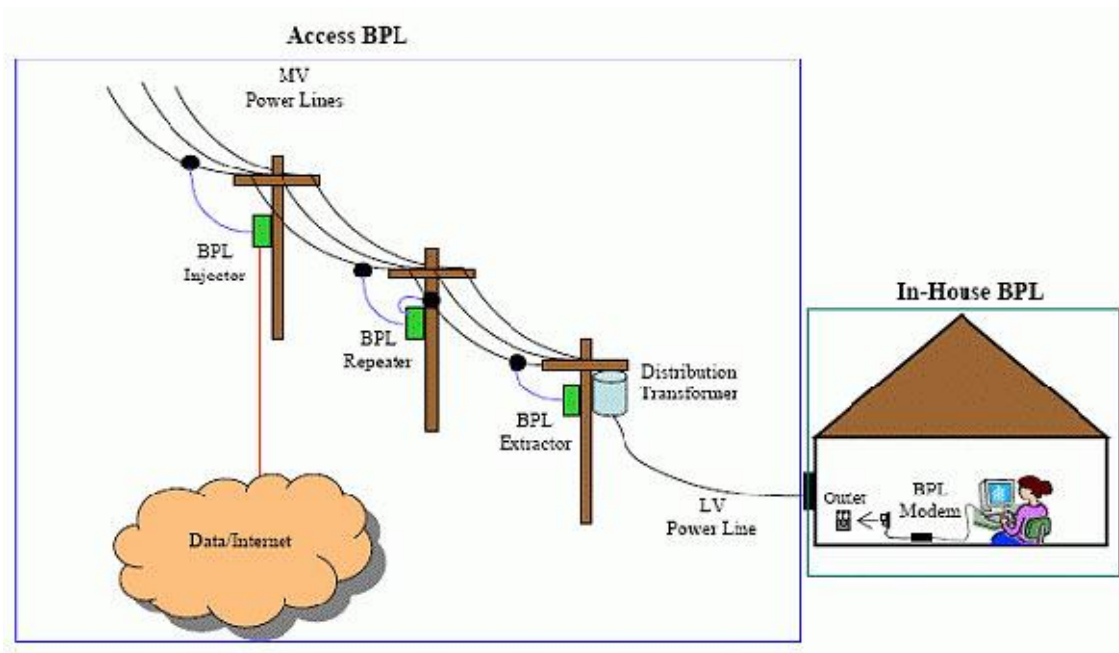 Access BPL
MV
Power Lines
BPL
Injector
BPL
Repeater
BPL
Extractor
Distribution
Transformer
LV
Power Line
Data/Internet
In-House BPL
Outlet
BPL
Modem